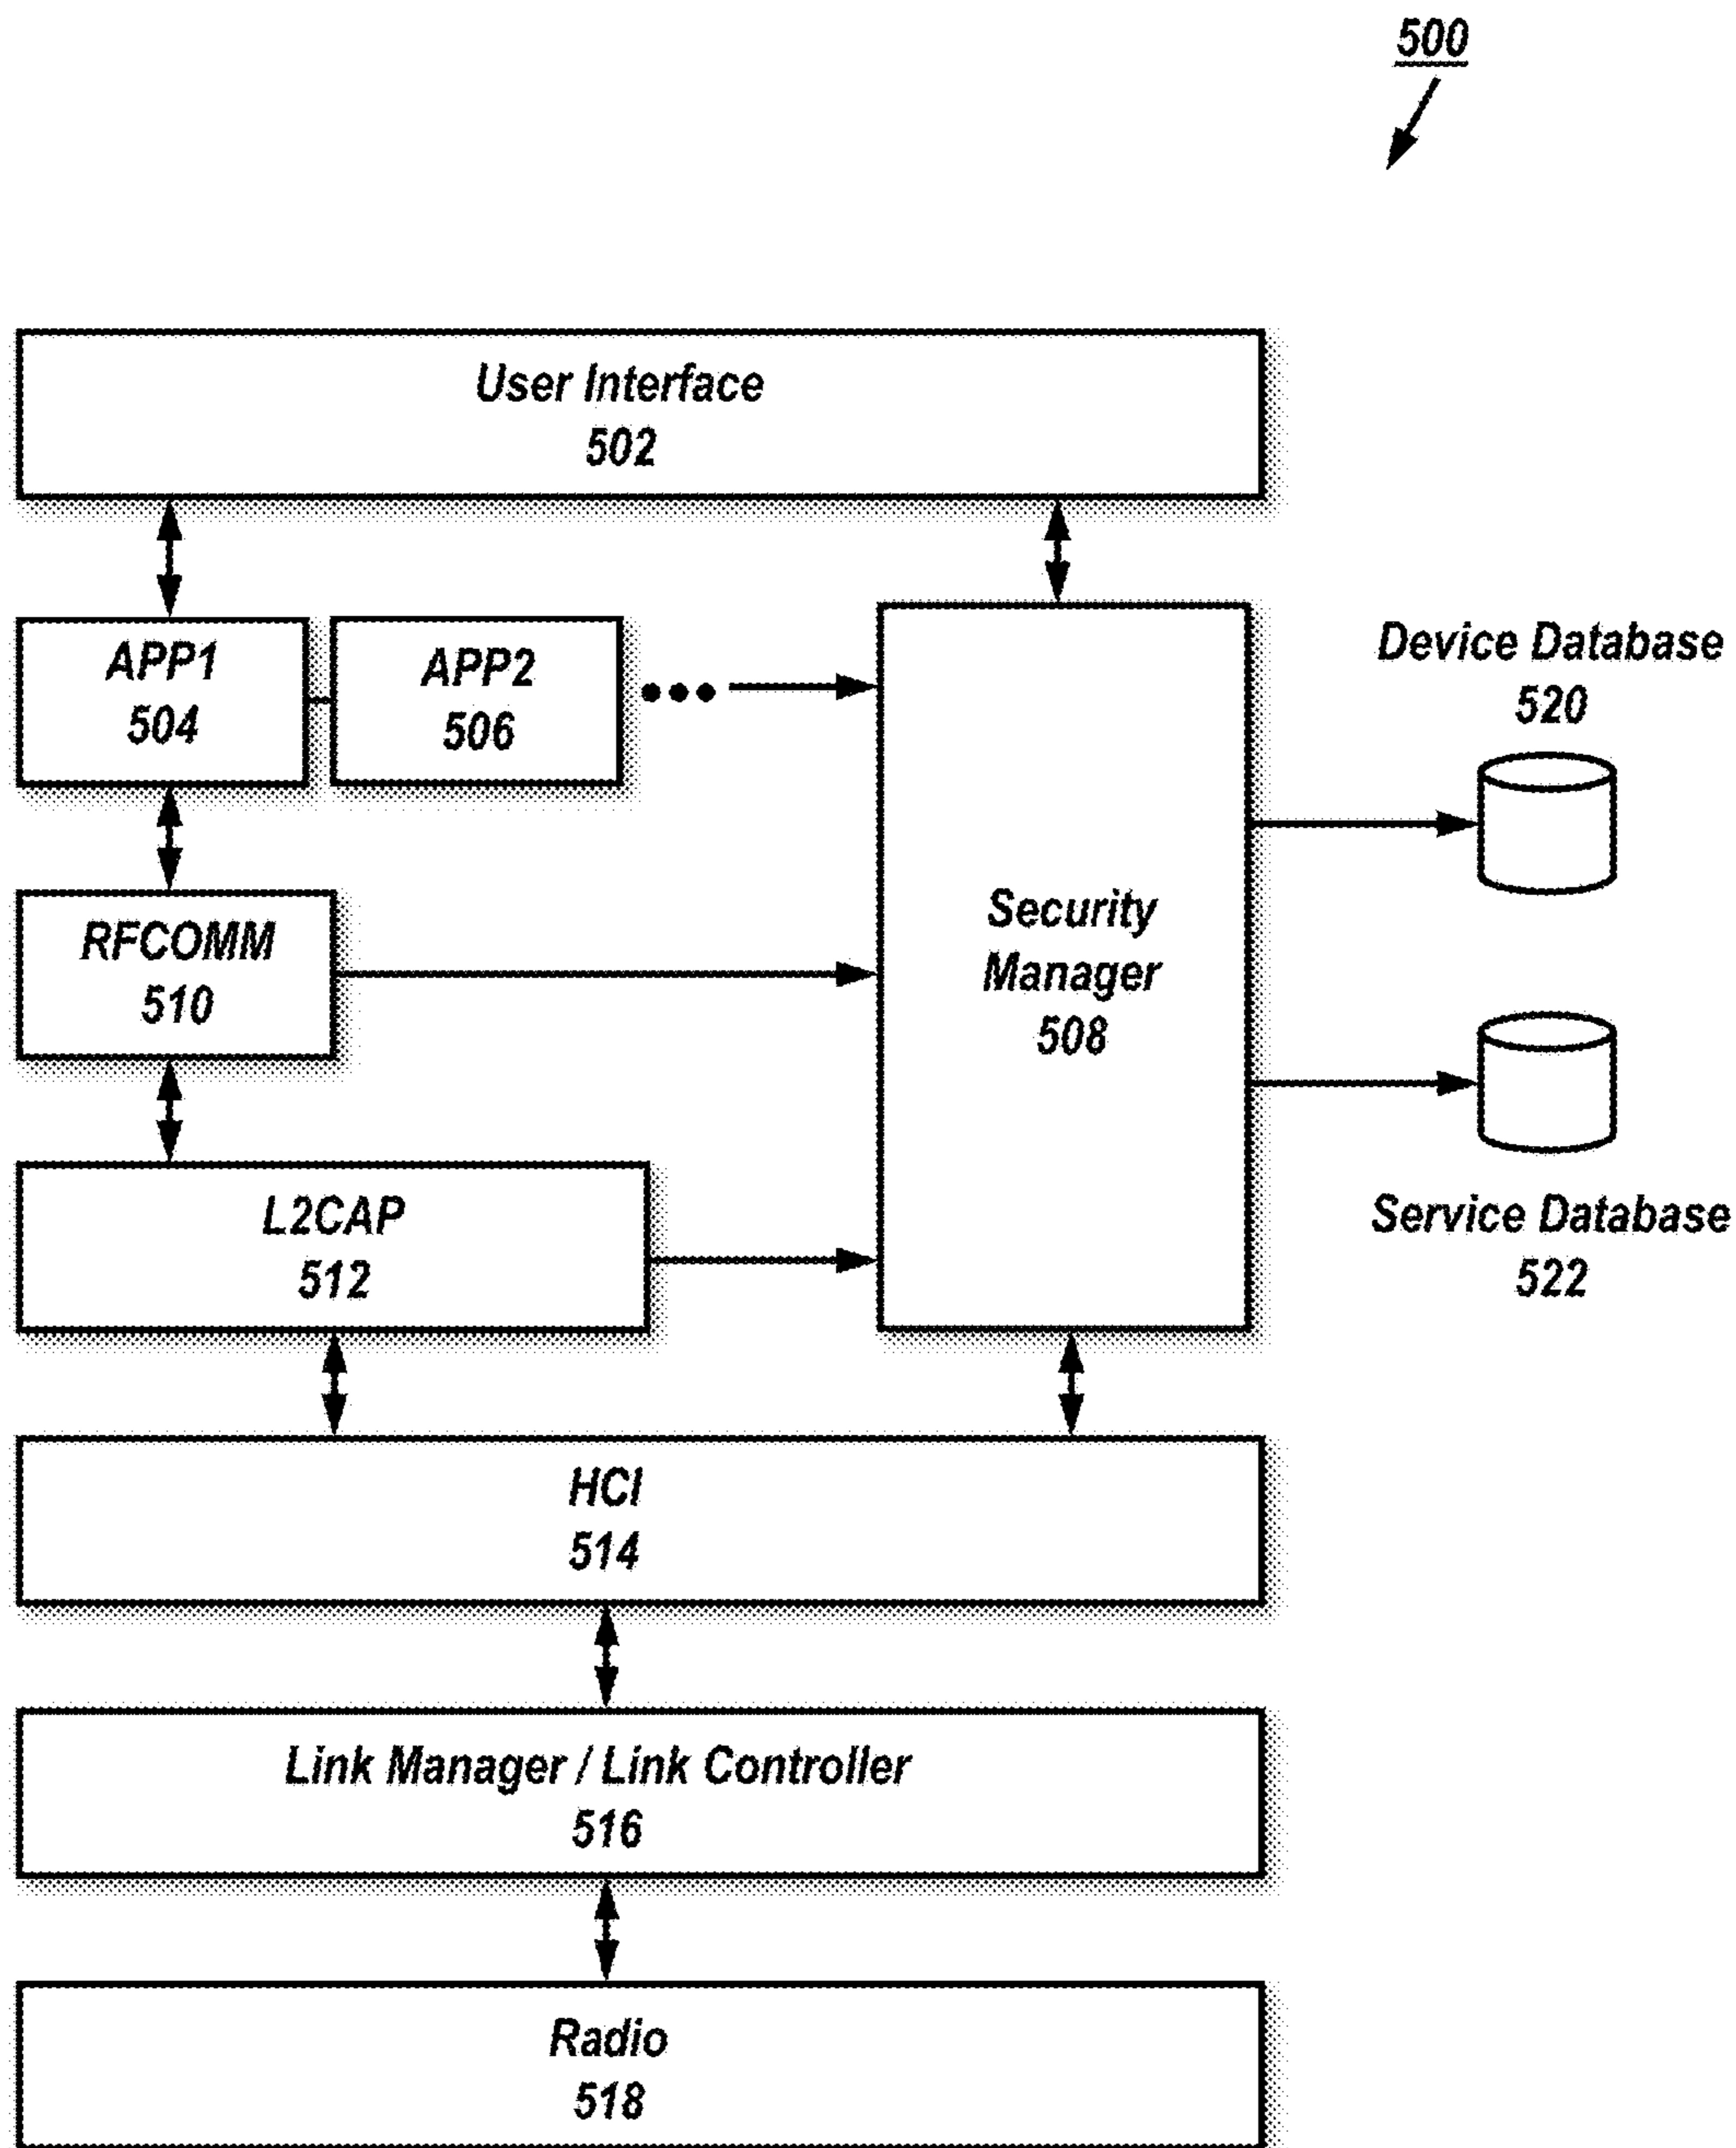 500
User Interface
502
APP1
504
APP2
506
Device Database
520
Security
Manager
508
RFCOMM
510
L2CAP
512
Service Database
522
HCI
514
Link Manager / Link Controller
516
Radio
518